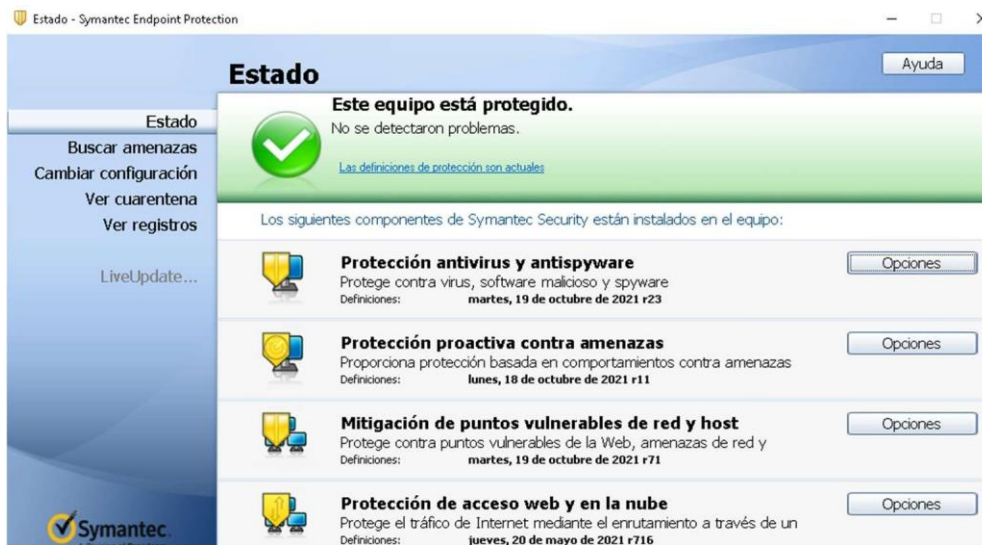 Estado - Symantec Endpoint Protection
Estado
Ayuda
Estado
Buscar amenazas
Cambiar configuración
Ver cuarentena
Ver registros
LiveUpdate...
Este equipo está protegido.
No se detectaron problemas.
Las definiciones de protección son actuales
Los siguientes componentes de Symantec Security están instalados en el equipo:
Protección antivirus y antispyware
Opciones
Protege contra virus, software malicioso y spyware
Definiciones: martes, 19 de octubre de 2021 r23
Protección proactiva contra amenazas
Opciones
Proporciona protección basada en comportamientos contra amenazas
Definiciones: lunes, 18 de octubre de 2021 r11
Mitigación de puntos vulnerables de red y host
Opciones
Protege contra puntos vulnerables de la Web, amenazas de red y
Definiciones: martes, 19 de octubre de 2021 r71
Protección de acceso web y en la nube
Opciones
Protege el tráfico de Internet mediante el enrutamiento a través de un
Definiciones: jueves, 20 de mayo de 2021 r716
Symantec.